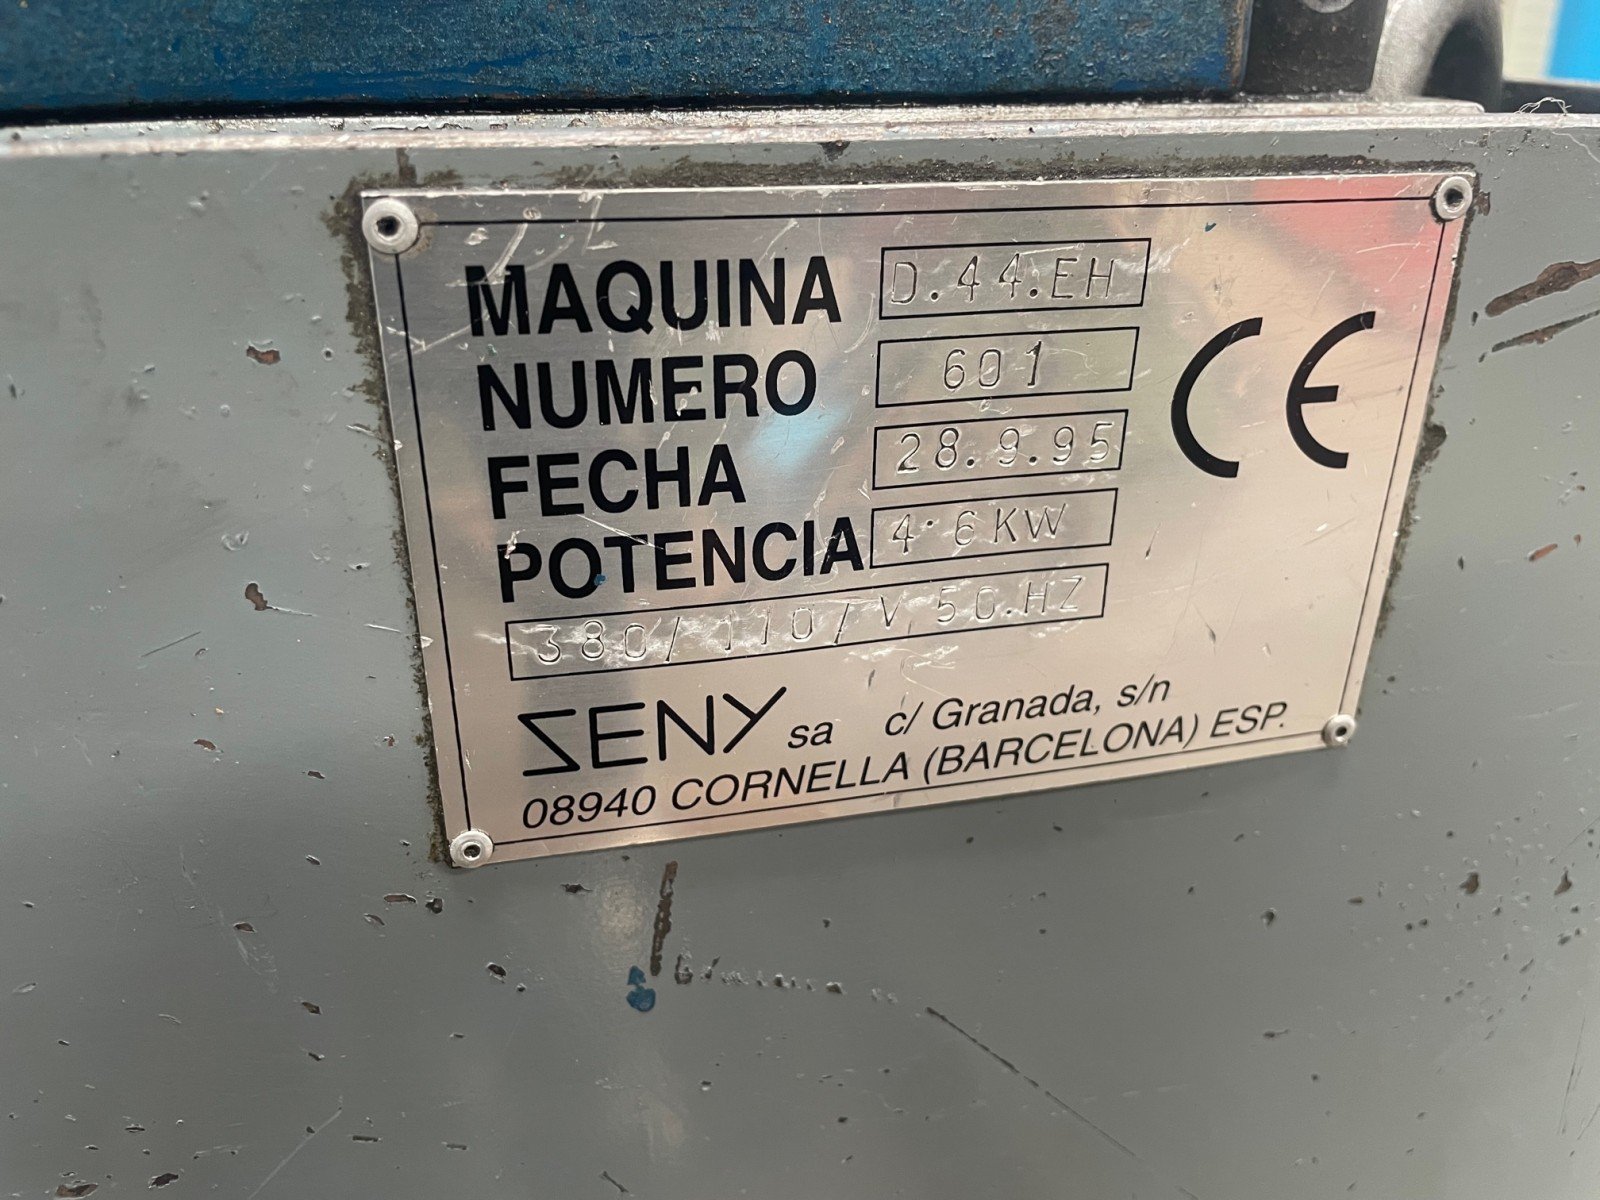 MAQUINA D.44.EH
NUMERO 601
FECHA 28.9.95
POTENCIA 4·6KW
380/110/V 50.HZ
CE
SENY sa c/ Granada, s/n
08940 CORNELLA (BARCELONA) ESP.